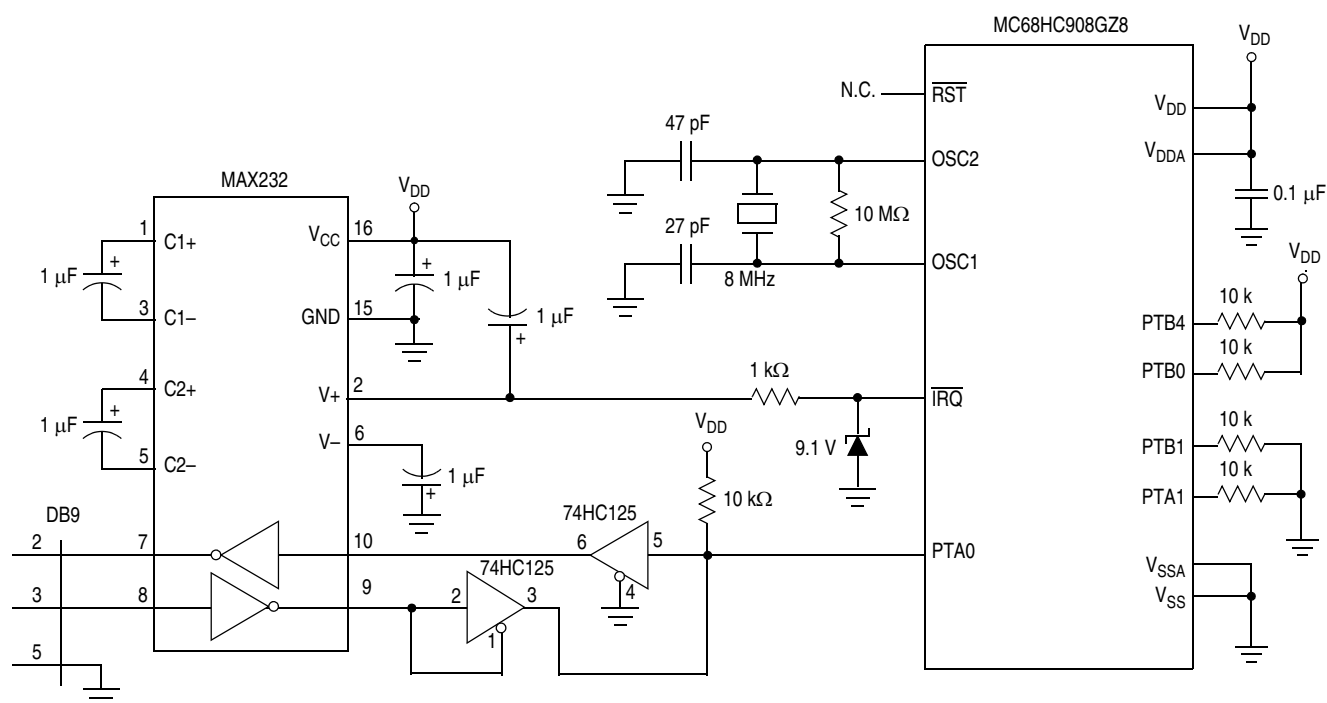 MC68HC908GZ8
VDD
N.C.
RST
VDD
47 pF
VDDA
OSC2
0.1 µF
MAX232
VDD
10 MΩ
27 pF
1
C1+
VCC
16
OSC1
8 MHz
VDD
1 µF
+
+
1 µF
10 k
3
C1–
GND
15
1 µF
+
PTB4
10 k
4
C2+
V+
2
1 kΩ
IRQ
PTB0
1 µF
+
VDD
V–
6
9.1 V
10 k
PTB1
5
C2–
1 µF
+
10 k
10 kΩ
PTA1
DB9
74HC125
2
7
10
6
5
PTA0
74HC125
4
VSSA
3
8
9
2
3
VSS
1
5